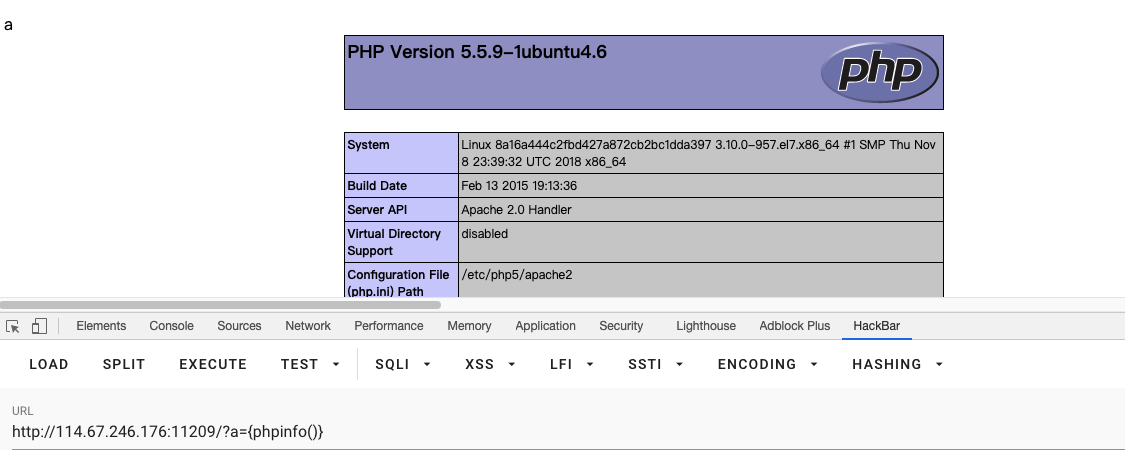 a
PHP Version 5.5.9-1ubuntu4.6
php
System
Linux 8a16a444c2fbd427a872cb2bc1dda397 3.10.0-957.el7.x86_64 #1 SMP Thu Nov
8 23:39:32 UTC 2018 x86_64
Build Date
Feb 13 2015 19:13:36
Server API
Apache 2.0 Handler
Virtual Directory
Support
disabled
Configuration File
(php.ini) Path
/etc/php5/apache2
Elements Console Sources Network Performance Memory Application Security Lighthouse Adblock Plus HackBar
LOAD SPLIT EXECUTE TEST SQLI XSS LFI SSTI ENCODING HASHING
URL
http://114.67.246.176:11209/?a={phpinfo()}